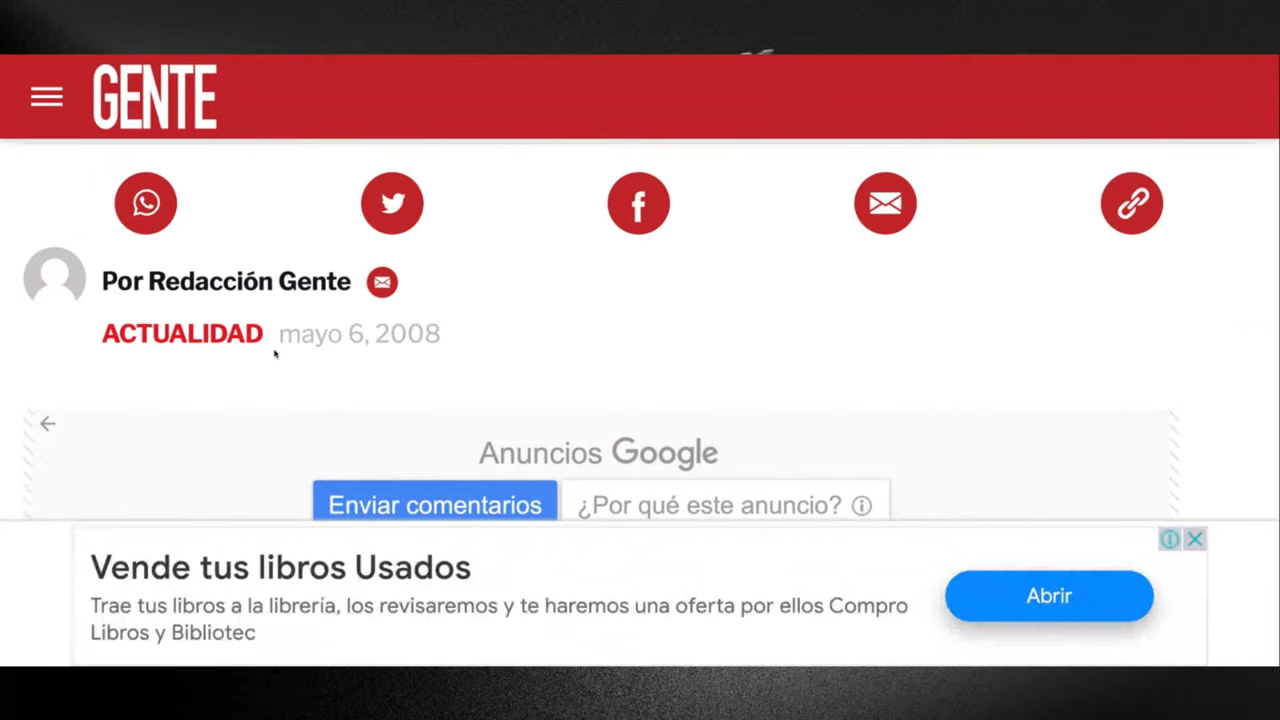 GENTE
Por Redacción Gente
ACTUALIDAD mayo 6, 2008
Anuncios Google
Enviar comentarios ¿Por qué este anuncio?
Vende tus libros Usados
Trae tus libros a la librería, los revisaremos y te haremos una oferta por ellos Compro
Libros y Bibliotec
Abrir